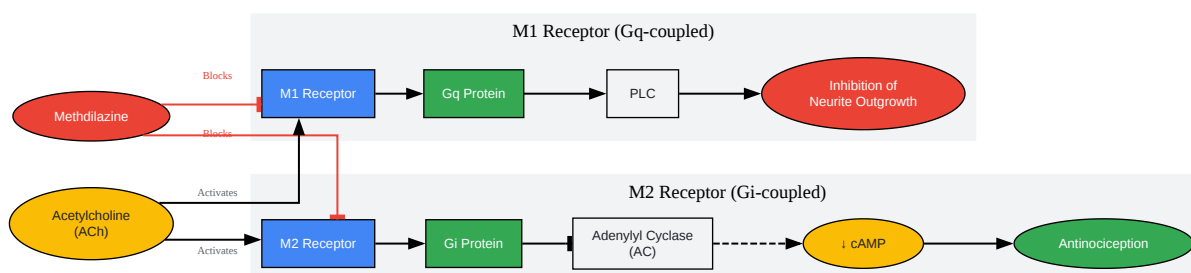 M1 Receptor (Gq-coupled)
Blocks
Methdilazine
M1 Receptor
Gq Protein
PLC
Inhibition of
Neurite Outgrowth
Blocks
M2 Receptor (Gi-coupled)
Activates
Acetylcholine
(ACh)
Activates
M2 Receptor
Gi Protein
Adenylyl Cyclase
(AC)
↓ cAMP
Antinociception